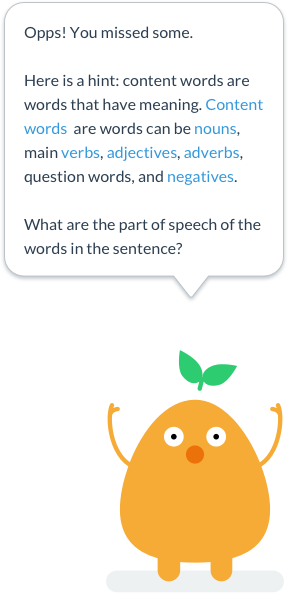 Opps! You missed some.
Here is a hint: content words are
words that have meaning. Content
words  are words can be nouns,
main verbs, adjectives, adverbs,
question words, and negatives.
What are the part of speech of the
words in the sentence?